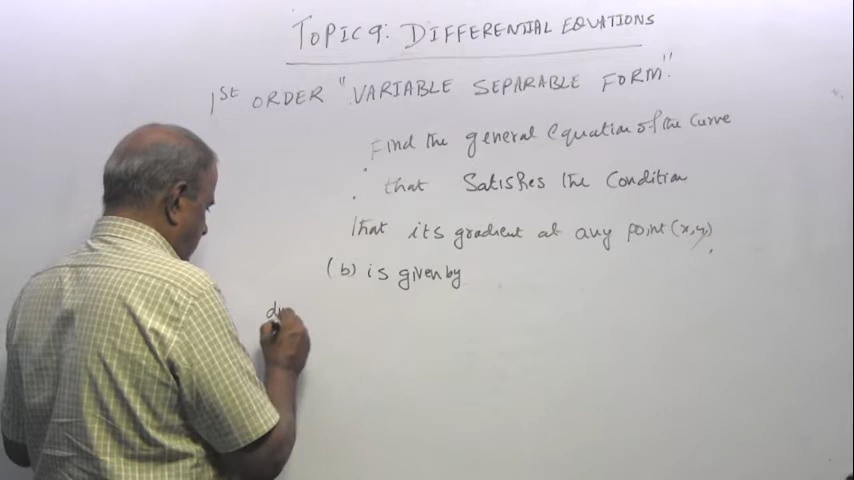 TOPIC 9: DIFFERENTIAL EQUATIONS
1ST ORDER "VARIABLE SEPARABLE FORM".
Find the general equation of the curve
that satisfies the condition
that its gradient at any point (x,y)
(b) is given by
dy